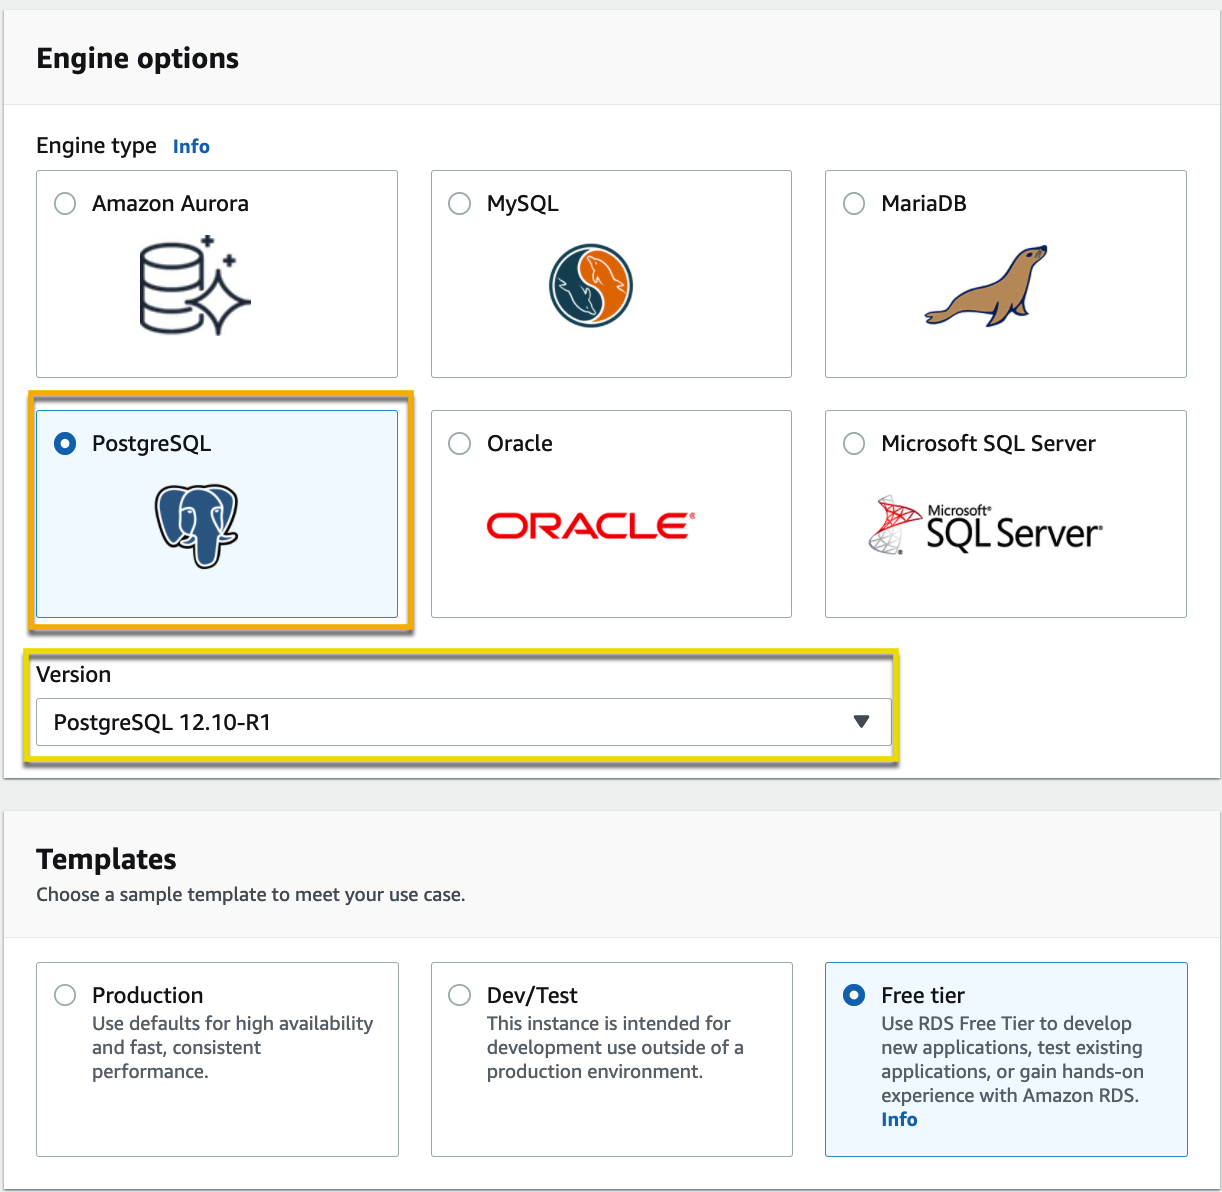 Engine options
Engine type Info
Amazon Aurora
MySQL
MariaDB
PostgreSQL
Oracle
Microsoft SQL Server
ORACLE®
Microsoft®
SQL Server®
Version
PostgreSQL 12.10-R1
Templates
Choose a sample template to meet your use case.
Production
Use defaults for high availability
and fast, consistent
performance.
Dev/Test
This instance is intended for
development use outside of a
production environment.
Free tier
Use RDS Free Tier to develop
new applications, test existing
applications, or gain hands-on
experience with Amazon RDS.
Info